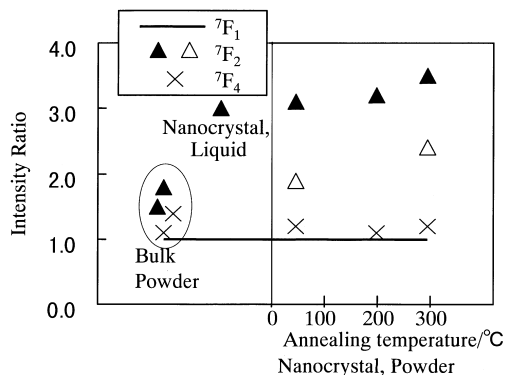 ⁷F₁
⁷F₂
⁷F₄
4.0
3.0
2.0
1.0
0.0
Intensity Ratio
Nanocrystal,
Liquid
Bulk
Powder
0 100 200 300
Annealing temperature/°C
Nanocrystal, Powder